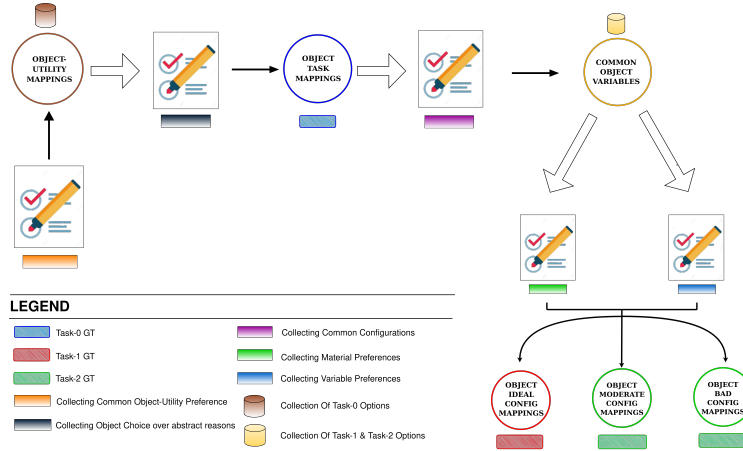 OBJECT-
UTILITY
MAPPINGS
OBJECT
TASK
MAPPINGS
COMMON
OBJECT
VARIABLES
LEGEND
Task-0 GT
Task-1 GT
Task-2 GT
Collecting Common Object-Utility Preference
Collecting Object Choice over abstract reasons
Collecting Common Configurations
Collecting Material Preferences
Collecting Variable Preferences
Collection Of Task-0 Options
Collection Of Task-1 & Task-2 Options
OBJECT
IDEAL
CONFIG
MAPPINGS
OBJECT
MODERATE
CONFIG
MAPPINGS
OBJECT
BAD
CONFIG
MAPPINGS